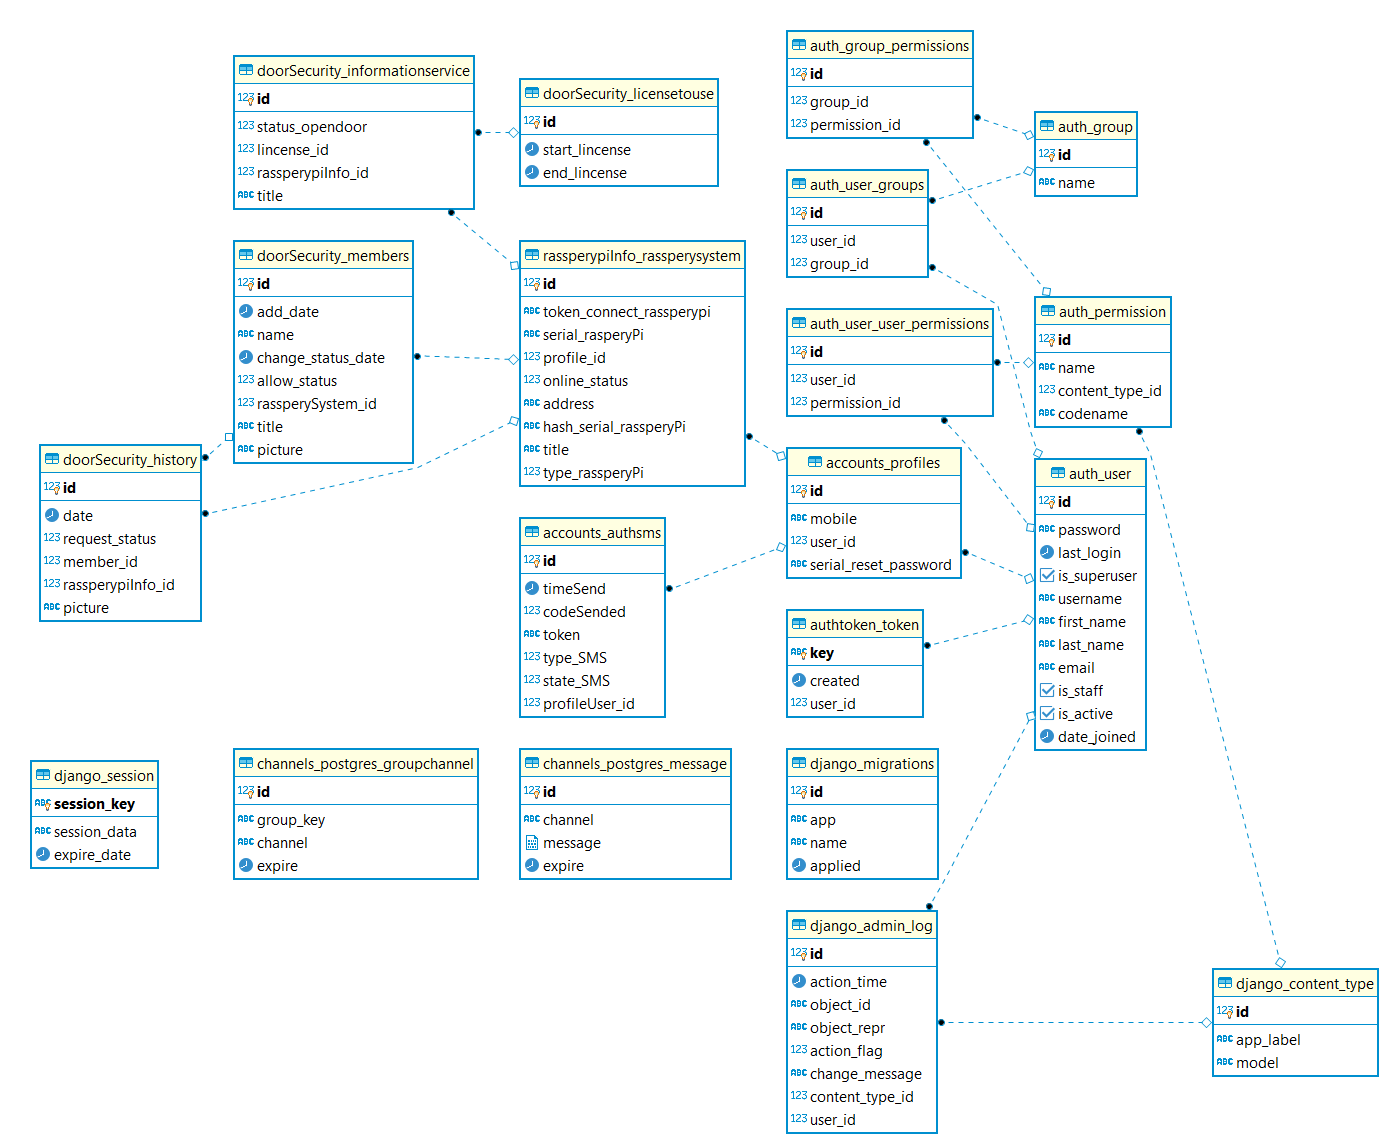 doorSecurity_informationservice
id
status_opendoor
lincense_id
rassperypiInfo_id
title
doorSecurity_licensetouse
id
start_lincense
end_lincense
auth_group_permissions
id
group_id
permission_id
auth_group
id
name
auth_user_groups
id
user_id
group_id
doorSecurity_members
id
add_date
name
change_status_date
allow_status
rassperySystem_id
title
picture
rassperypiInfo_rassperysystem
id
token_connect_rassperypi
serial_rasperyPi
profile_id
online_status
address
hash_serial_rassperyPi
title
type_rassperyPi
auth_user_user_permissions
id
user_id
permission_id
auth_permission
id
name
content_type_id
codename
doorSecurity_history
id
date
request_status
member_id
rassperypiInfo_id
picture
accounts_authsms
id
timeSend
codeSended
token
type_SMS
state_SMS
profileUser_id
accounts_profiles
id
mobile
user_id
serial_reset_password
auth_user
id
password
last_login
is_superuser
username
first_name
last_name
email
is_staff
is_active
date_joined
authtoken_token
key
created
user_id
django_session
session_key
session_data
expire_date
channels_postgres_groupchannel
id
group_key
channel
expire
channels_postgres_message
id
channel
message
expire
django_migrations
id
app
name
applied
django_admin_log
id
action_time
object_id
object_repr
action_flag
change_message
content_type_id
user_id
django_content_type
id
app_label
model